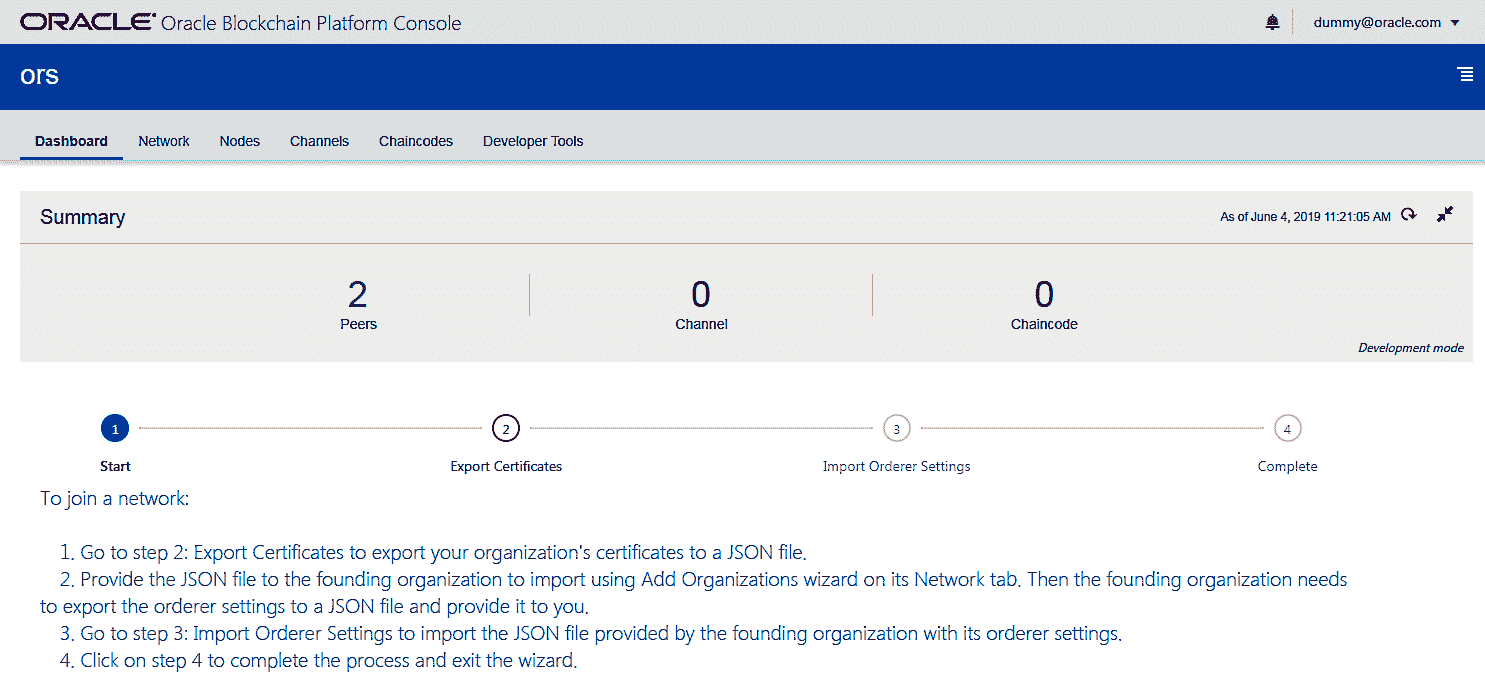 ORACLE Oracle Blockchain Platform Console dummy@oracle.com
ors
Dashboard Network Nodes Channels Chaincodes Developer Tools
Summary As of June 4, 2019 11:21:05 AM
2 0 0
Peers Channel Chaincode
Development mode
1 2 3 4
Start Export Certificates Import Orderer Settings Complete
To join a network:
1. Go to step 2: Export Certificates to export your organization's certificates to a JSON file.
2. Provide the JSON file to the founding organization to import using Add Organizations wizard on its Network tab. Then the founding organization needs
to export the orderer settings to a JSON file and provide it to you.
3. Go to step 3: Import Orderer Settings to import the JSON file provided by the founding organization with its orderer settings.
4. Click on step 4 to complete the process and exit the wizard.